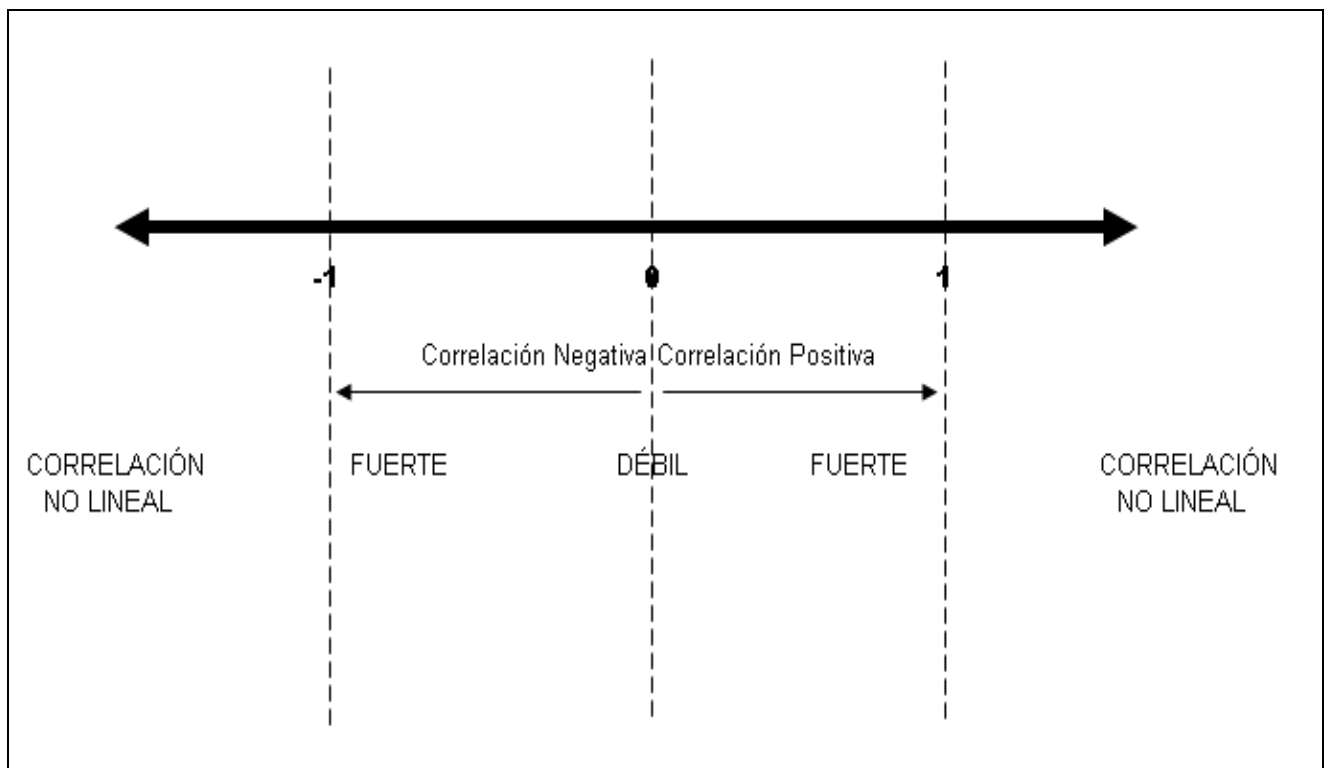 -1 0 1
Correlación Negativa Correlación Positiva
CORRELACIÓN NO LINEAL
FUERTE DÉBIL FUERTE
CORRELACIÓN NO LINEAL